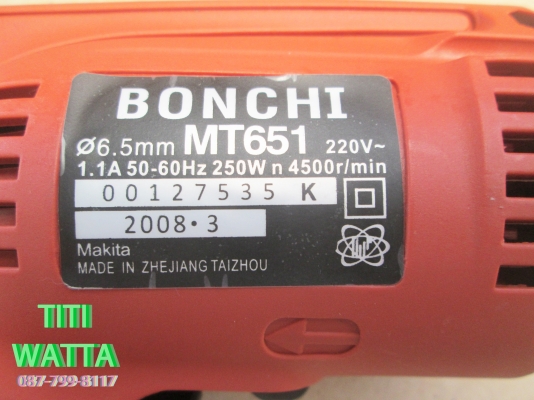 BONCHI
ø6.5mm MT651 220V~
1.1A 50-60Hz 250W n 4500r/min
00127535 K
2008·3
Makita
MADE IN ZHEJIANG TAIZHOU
TITI
WATTA
087-799-8117